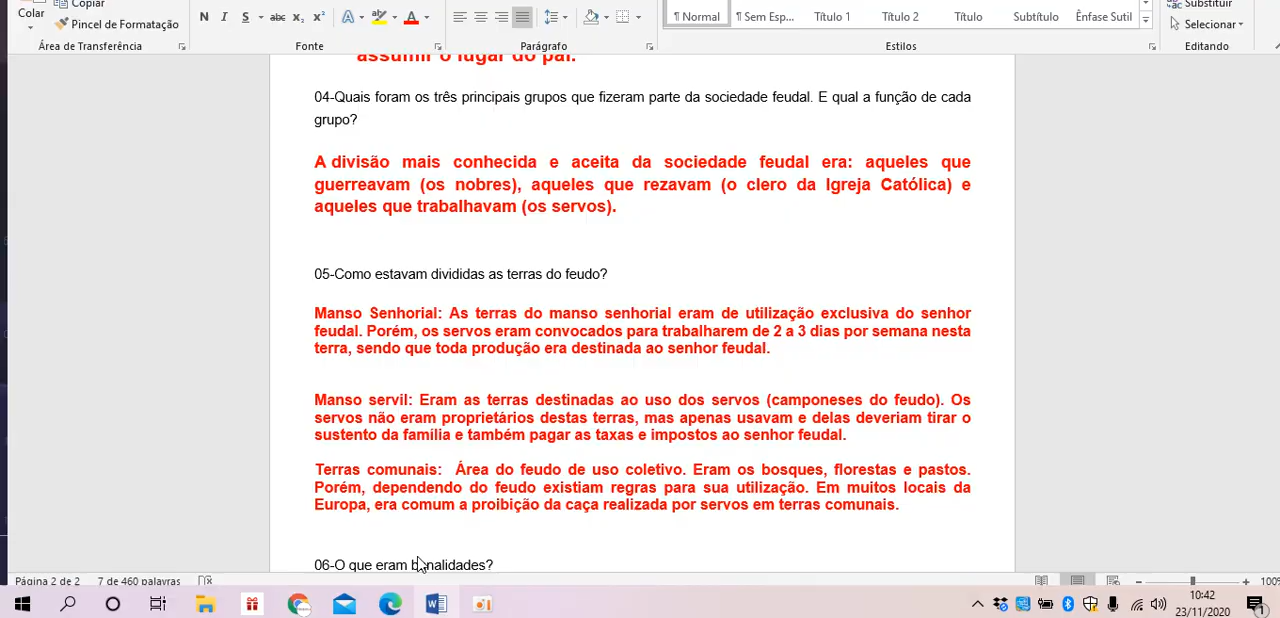 Colar
Copiar
Pincel de Formatação
Área de Transferência
N I S abc x₂ x² A aby A
Fonte
Parágrafo
¶ Normal ¶ Sem Esp... Título 1 Título 2 Título Subtítulo Ênfase Sutil
Estilos
Substituir
Selecionar
Editando
assumir o lugar do pai.
04-Quais foram os três principais grupos que fizeram parte da sociedade feudal. E qual a função de cada
grupo?
A divisão mais conhecida e aceita da sociedade feudal era: aqueles que
guerreavam (os nobres), aqueles que rezavam (o clero da Igreja Católica) e
aqueles que trabalhavam (os servos).
05-Como estavam divididas as terras do feudo?
Manso Senhorial: As terras do manso senhorial eram de utilização exclusiva do senhor
feudal. Porém, os servos eram convocados para trabalharem de 2 a 3 dias por semana nesta
terra, sendo que toda produção era destinada ao senhor feudal.
Manso servil: Eram as terras destinadas ao uso dos servos (camponeses do feudo). Os
servos não eram proprietários destas terras, mas apenas usavam e delas deveriam tirar o
sustento da família e também pagar as taxas e impostos ao senhor feudal.
Terras comunais: Área do feudo de uso coletivo. Eram os bosques, florestas e pastos.
Porém, dependendo do feudo existiam regras para sua utilização. Em muitos locais da
Europa, era comum a proibição da caça realizada por servos em terras comunais.
06-O que eram banalidades?
Página 2 de 2 7 de 460 palavras 100%
10:42
23/11/2020